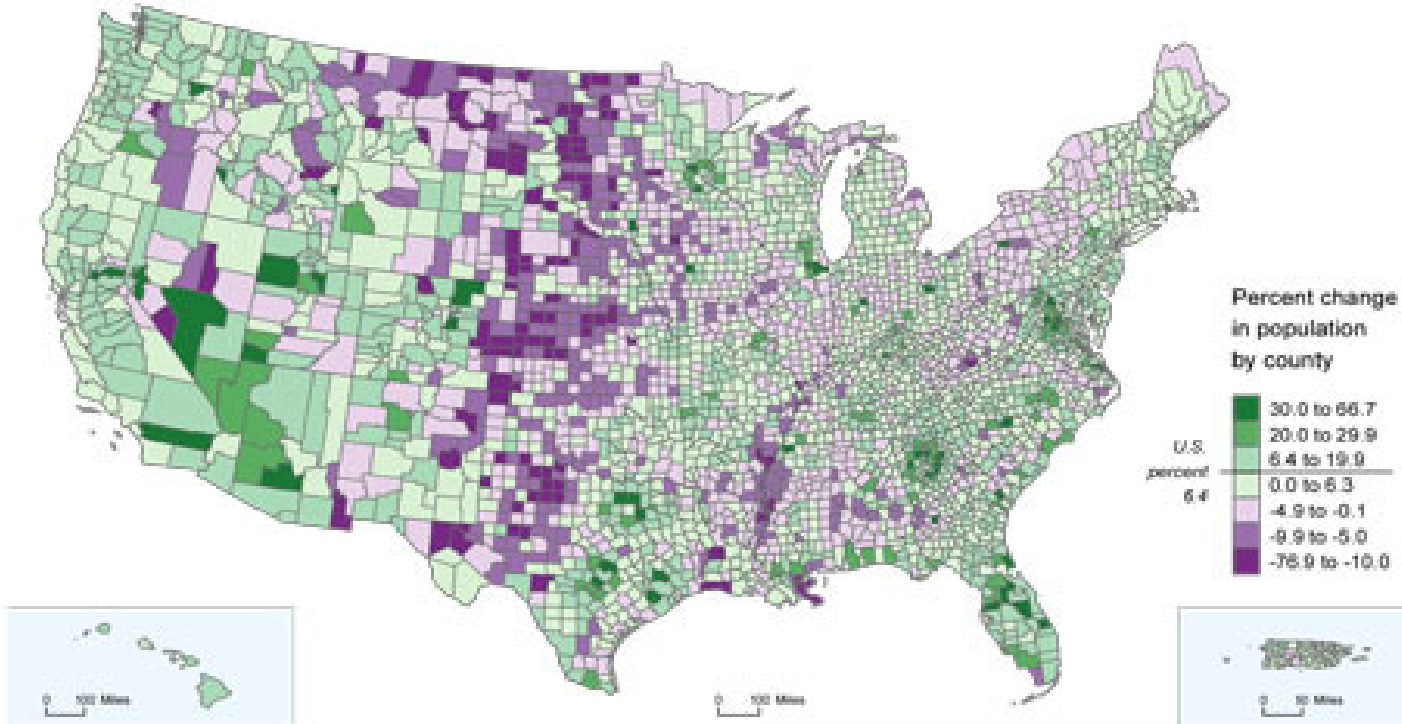 Percent change
in population
by county
30.0 to 66.7
20.0 to 29.9
6.4 to 19.9
0.0 to 6.3
-4.9 to -0.1
-9.9 to -5.0
-76.9 to -10.0
U.S.
percent
6.4
0 100 Miles
0 100 Miles
0 50 Miles